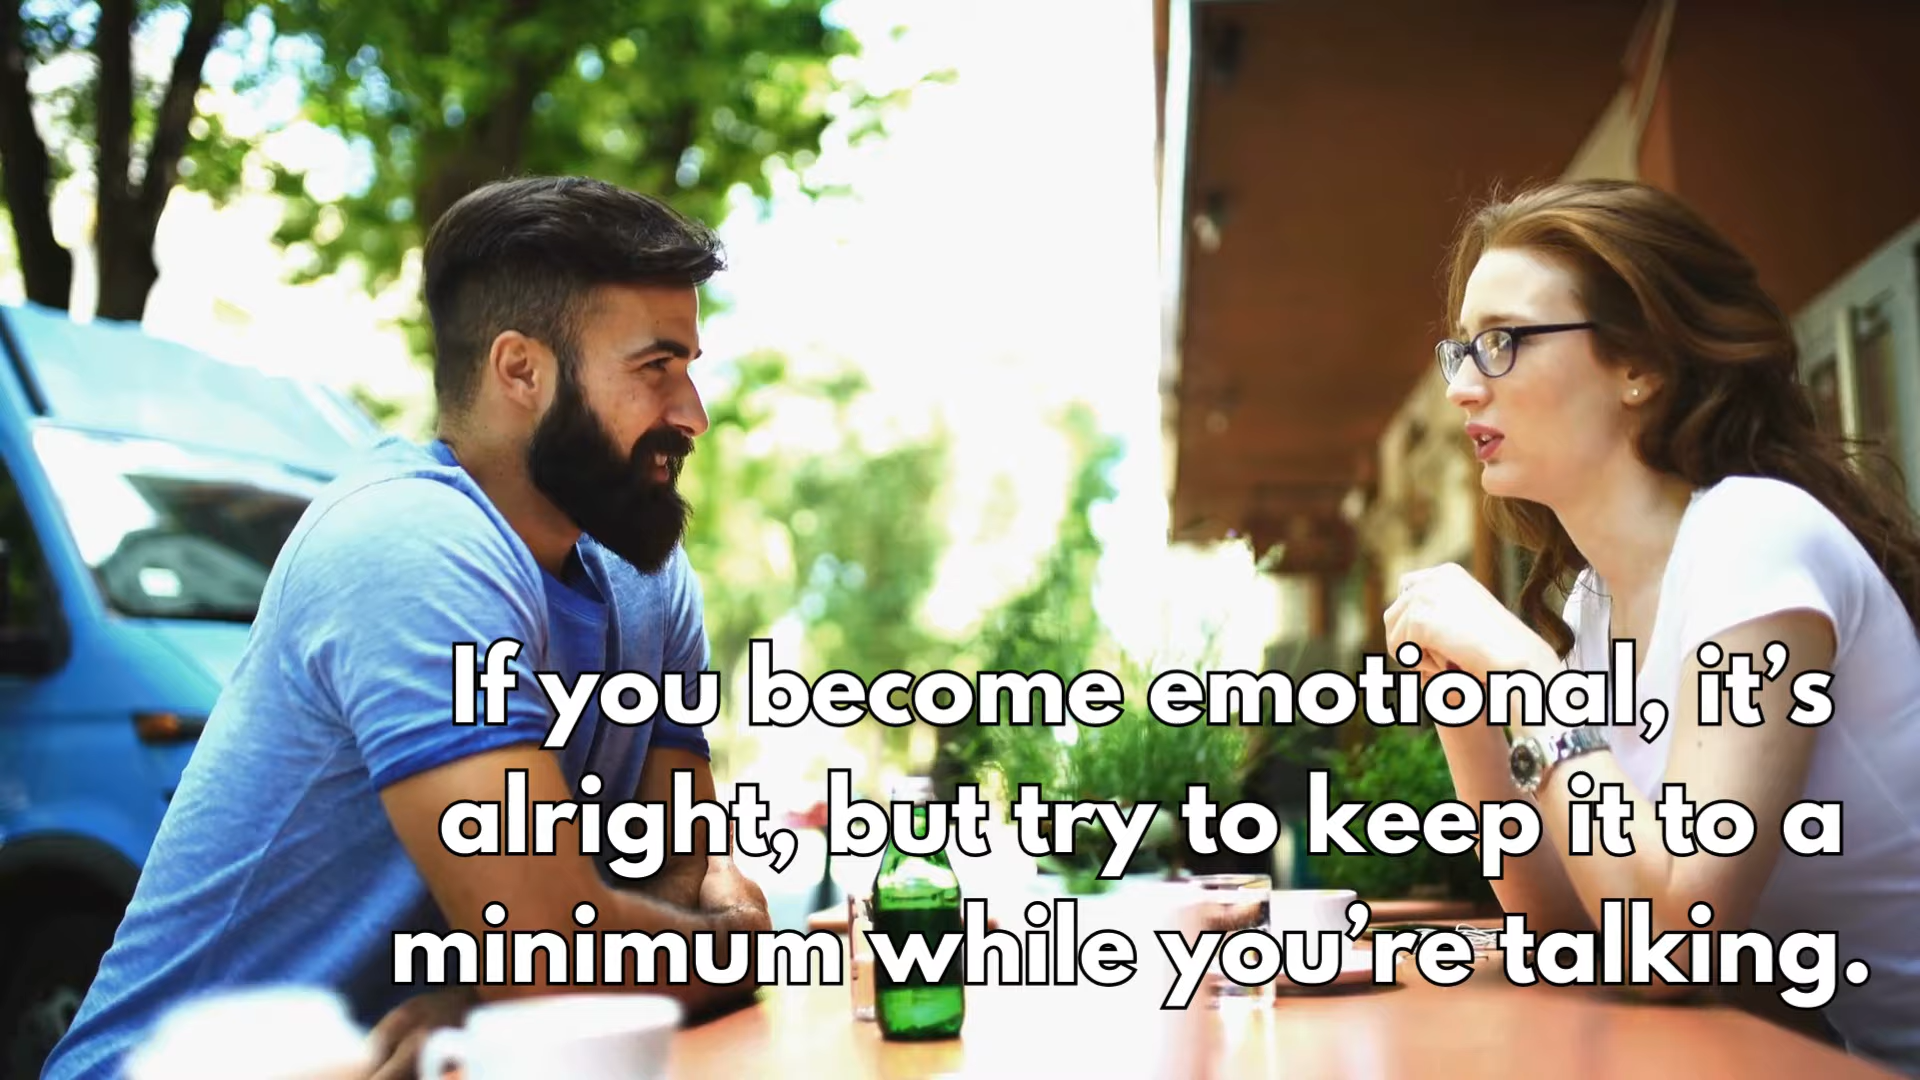 If you become emotional, it’s
alright, but try to keep it to a
minimum while you’re talking.